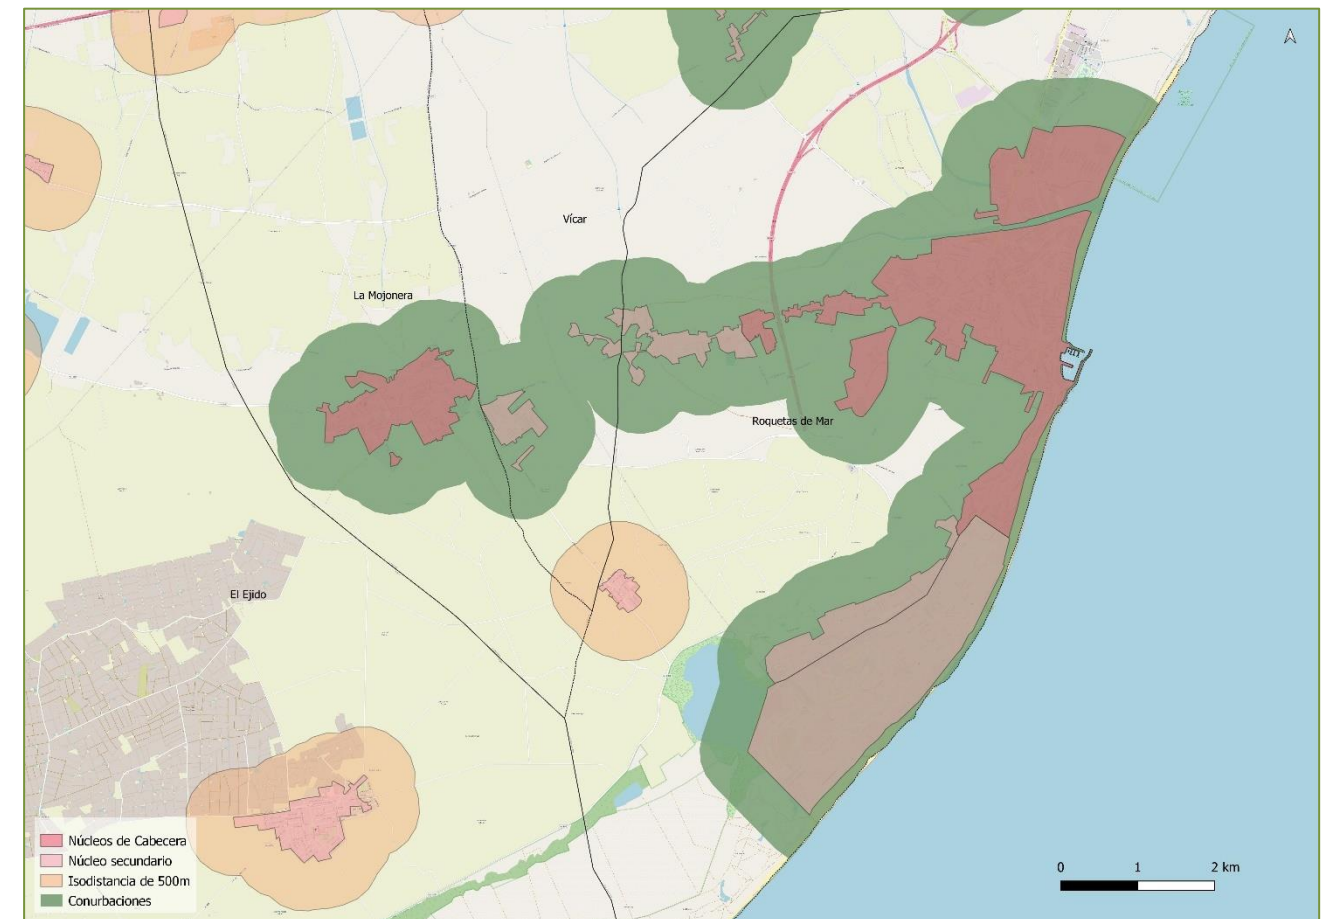 Vícar
La Mojonera
Roquetas de Mar
El Ejido
Núcleos de Cabecera
Núcleo secundario
Isodistancia de 500m
Conurbaciones
0 1 2 km